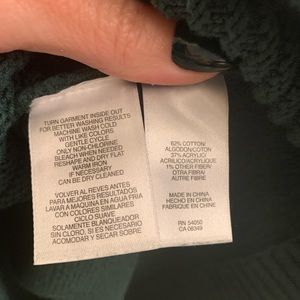 TURN GARMENT INSIDE OUT
FOR BETTER WASHING RESULTS
MACHINE WASH COLD
WITH LIKE COLORS
GENTLE CYCLE
ONLY NON-CHLORINE
BLEACH WHEN NEEDED
RESHAPE AND DRY FLAT
WARM IRON
IF NECESSARY
CAN BE DRY CLEANED
VOLVER AL REVES ANTES
PARA MEJORES RESULTADOS
LAVAR A MAQUINA EN AGUA FRIA
CON COLORES SIMILARES
CICLO SUAVE
SOLAMENTE BLANQUEADOR
SIN CLORO, SI ES NECESARIO
ACOMODAR Y SECAR SOBRE
62% COTTON/
ALGODON/COTON
37% ACRYLIC/
ACRILICO/ACRYLIQUE
1% OTHER FIBER/
OTRA FIBRA/
AUTRE FIBRE
MADE IN CHINA
HECHO EN CHINA
FABRIQUE EN CHINE
RN 54050
CA 08349